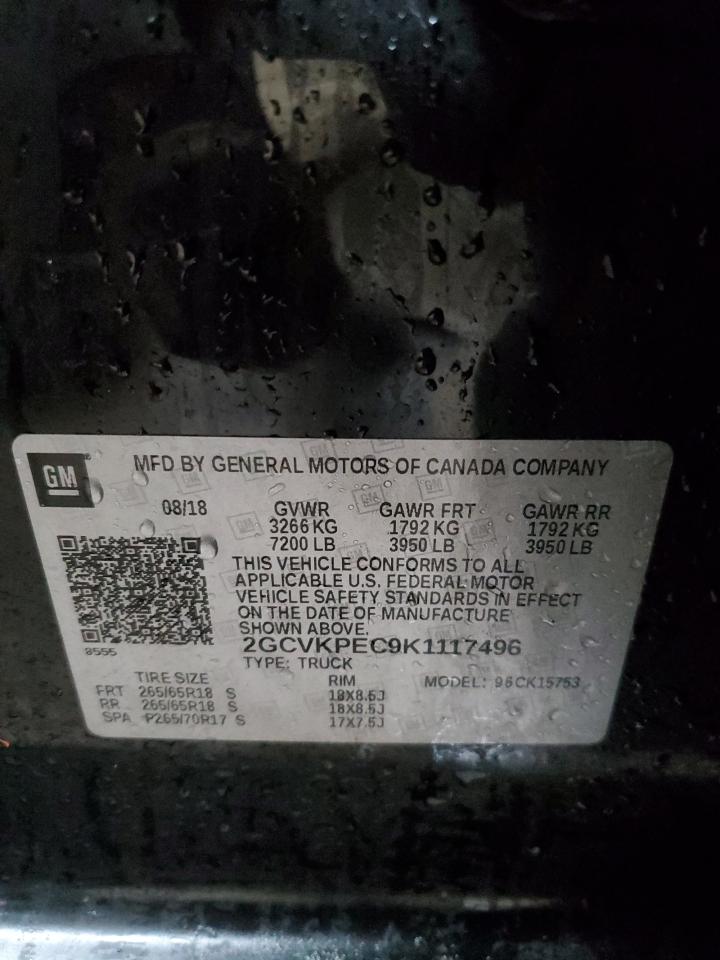 GM
MFD BY GENERAL MOTORS OF CANADA COMPANY
08/18 GVWR GAWR FRT GAWR RR
3266 KG 1792 KG 1792 KG
7200 LB 3950 LB 3950 LB
THIS VEHICLE CONFORMS TO ALL
APPLICABLE U.S. FEDERAL MOTOR
VEHICLE SAFETY STANDARDS IN EFFECT
ON THE DATE OF MANUFACTURE
SHOWN ABOVE.
8555
2GCVKPEC9K1117496
TYPE: TRUCK
TIRE SIZE RIM MODEL: 96CK15753
FRT 265/65R18 S 18X8.5J
RR 265/65R18 S 18X8.5J
SPA P265/70R17 S 17X7.5J